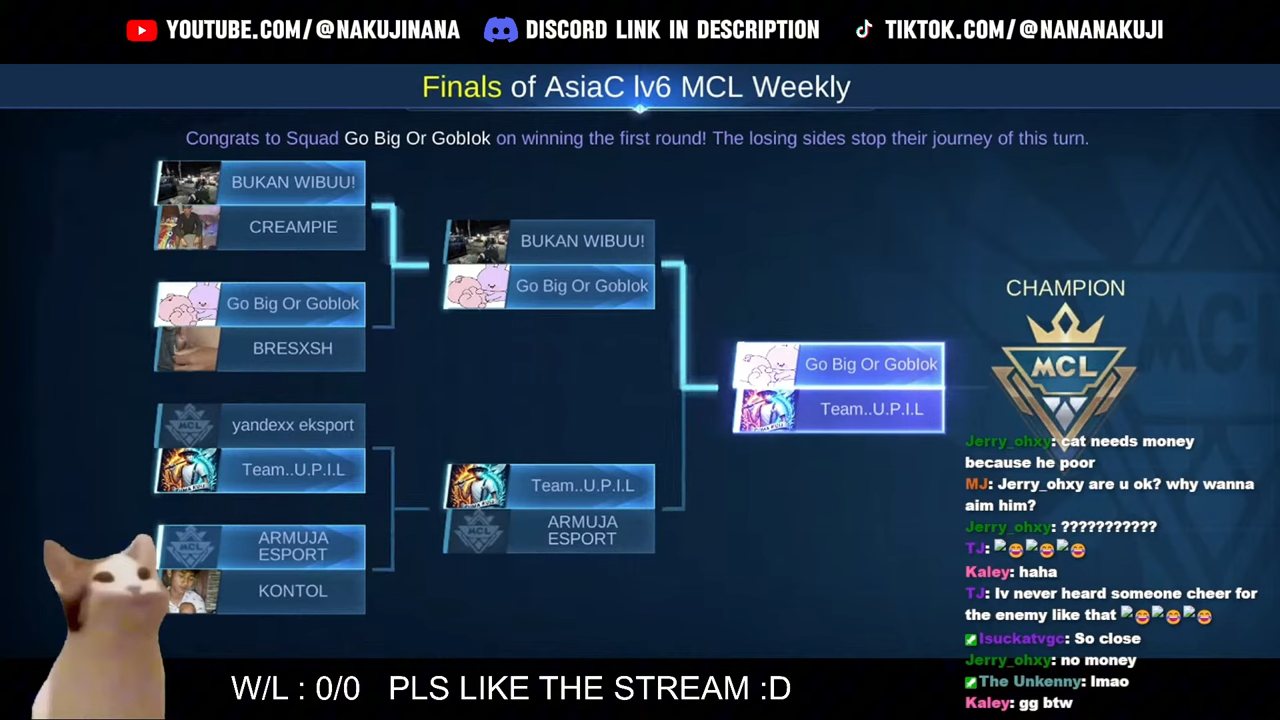 YOUTUBE.COM/@NAKUJINANA
DISCORD LINK IN DESCRIPTION
TIKTOK.COM/@NANANAKUJI
Finals of AsiaC lv6 MCL Weekly
Congrats to Squad Go Big Or Goblok on winning the first round! The losing sides stop their journey of this turn.
BUKAN WIBUU!
CREAMPIE
Go Big Or Goblok
BRESXSH
yandexx eksport
Team..U.P.I.L
ARMUJA
ESPORT
KONTOL
BUKAN WIBUU!
Go Big Or Goblok
Team..U.P.I.L
ARMUJA
ESPORT
Go Big Or Goblok
Team..U.P.I.L
CHAMPION
MCL
Jerry_ohxy: cat needs money
because he poor
MJ: Jerry_ohxy are u ok? why wanna
aim him?
Jerry_ohxy: ???????????
TJ: 😂😂😂
Kaley: haha
TJ: Iv never heard someone cheer for
the enemy like that 😂😂😂
Isuckatvgc: So close
Jerry_ohxy: no money
The Unkenny: lmao
Kaley: gg btw
W/L : 0/0 PLS LIKE THE STREAM :D